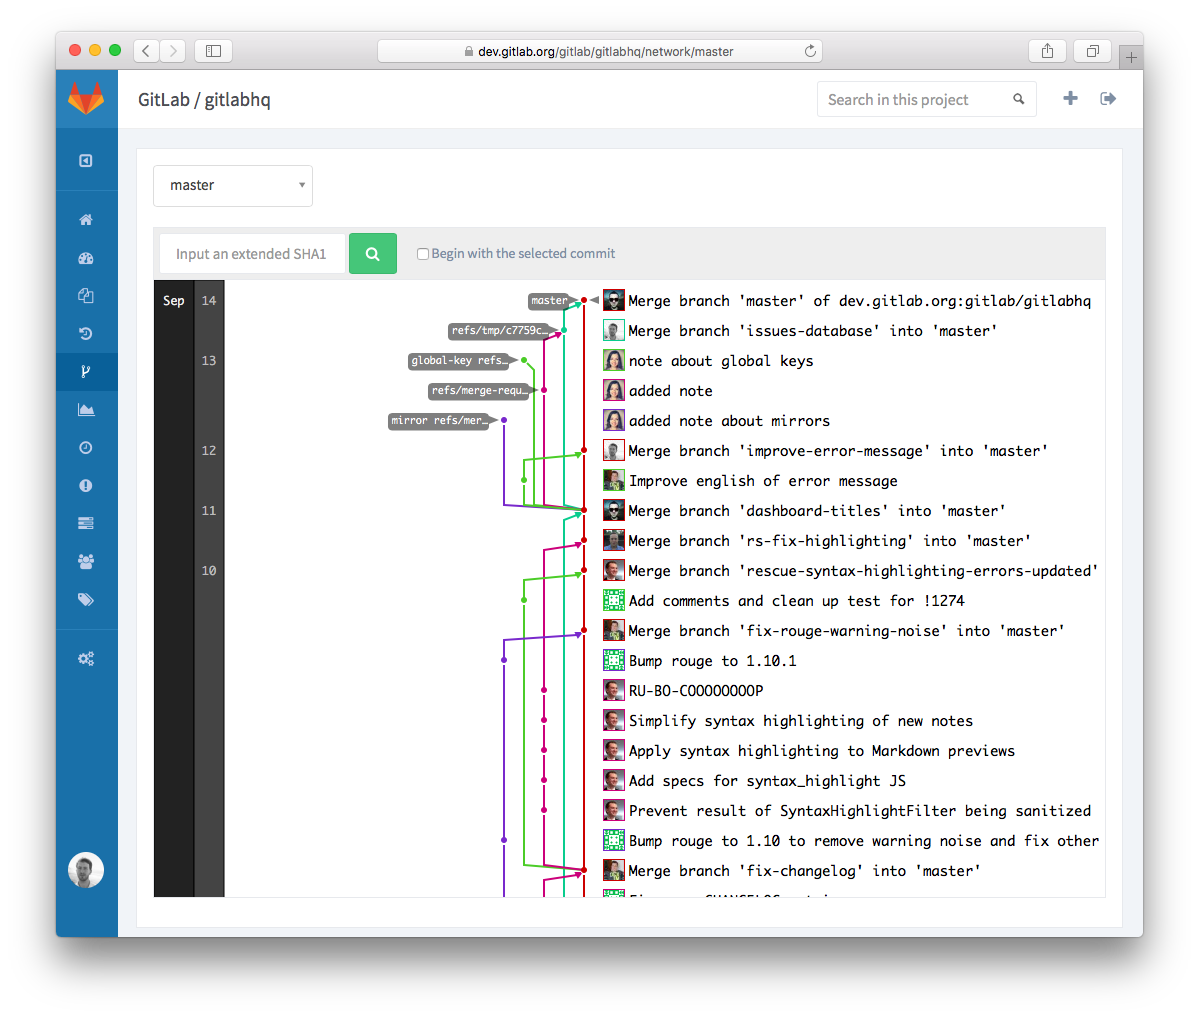 dev.gitlab.org/gitlab/gitlabhq/network/master
GitLab / gitlabhq
Search in this project
master
Input an extended SHA1
Begin with the selected commit
Sep 14 master Merge branch 'master' of dev.gitlab.org:gitlab/gitlabhq
refs/tmp/c7759c… Merge branch 'issues-database' into 'master'
13 global-key refs… note about global keys
refs/merge-requ… added note
mirror refs/mer… added note about mirrors
12 Merge branch 'improve-error-message' into 'master'
Improve english of error message
11 Merge branch 'dashboard-titles' into 'master'
Merge branch 'rs-fix-highlighting' into 'master'
10 Merge branch 'rescue-syntax-highlighting-errors-updated'
Add comments and clean up test for !1274
Merge branch 'fix-rouge-warning-noise' into 'master'
Bump rouge to 1.10.1
RU-BO-COOOOOOOOP
Simplify syntax highlighting of new notes
Apply syntax highlighting to Markdown previews
Add specs for syntax_highlight JS
Prevent result of SyntaxHighlightFilter being sanitized
Bump rouge to 1.10 to remove warning noise and fix other
Merge branch 'fix-changelog' into 'master'